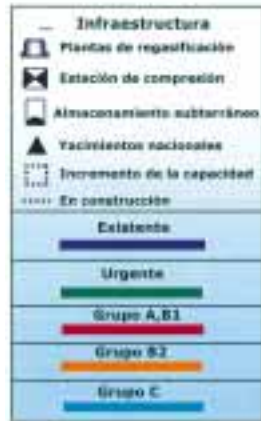 Infraestructura
Plantas de regasificación
Estación de compresión
Almacenamiento subterráneo
Yacimientos nacionales
Incremento de la capacidad
En construcción
Existente
Urgente
Grupo A,B1
Grupo B2
Grupo C